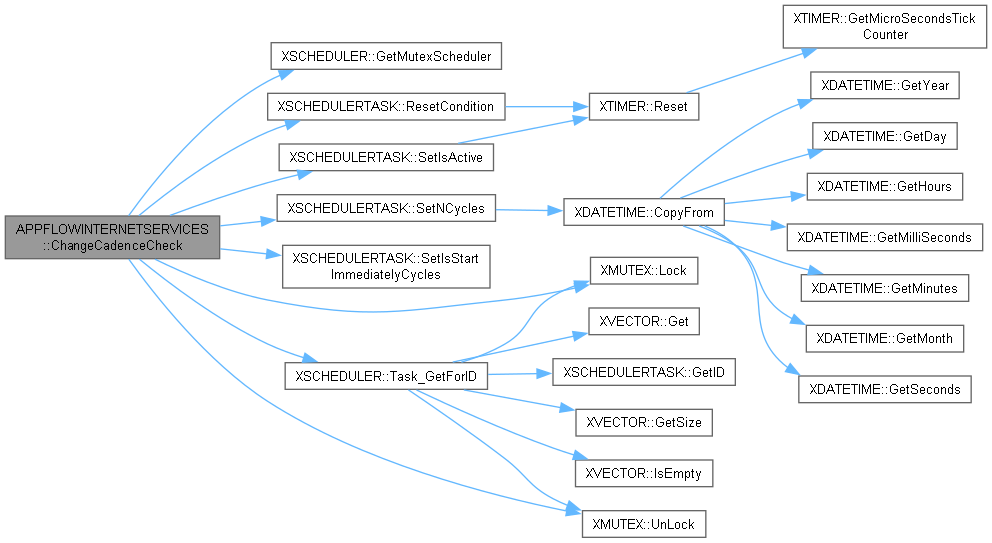 APPFLOWINTERNETSERVICES
::ChangeCadenceCheck
XSCHEDULER::GetMutexScheduler
XSCHEDULERTASK::ResetCondition
XSCHEDULERTASK::SetIsActive
XSCHEDULERTASK::SetNCycles
XSCHEDULERTASK::SetIsStart
ImmediatelyCycles
XSCHEDULER::Task_GetForID
XTIMER::Reset
XDATETIME::CopyFrom
XMUTEX::Lock
XVECTOR::Get
XSCHEDULERTASK::GetID
XVECTOR::GetSize
XVECTOR::IsEmpty
XMUTEX::UnLock
XTIMER::GetMicroSecondsTick
Counter
XDATETIME::GetYear
XDATETIME::GetDay
XDATETIME::GetHours
XDATETIME::GetMilliSeconds
XDATETIME::GetMinutes
XDATETIME::GetMonth
XDATETIME::GetSeconds